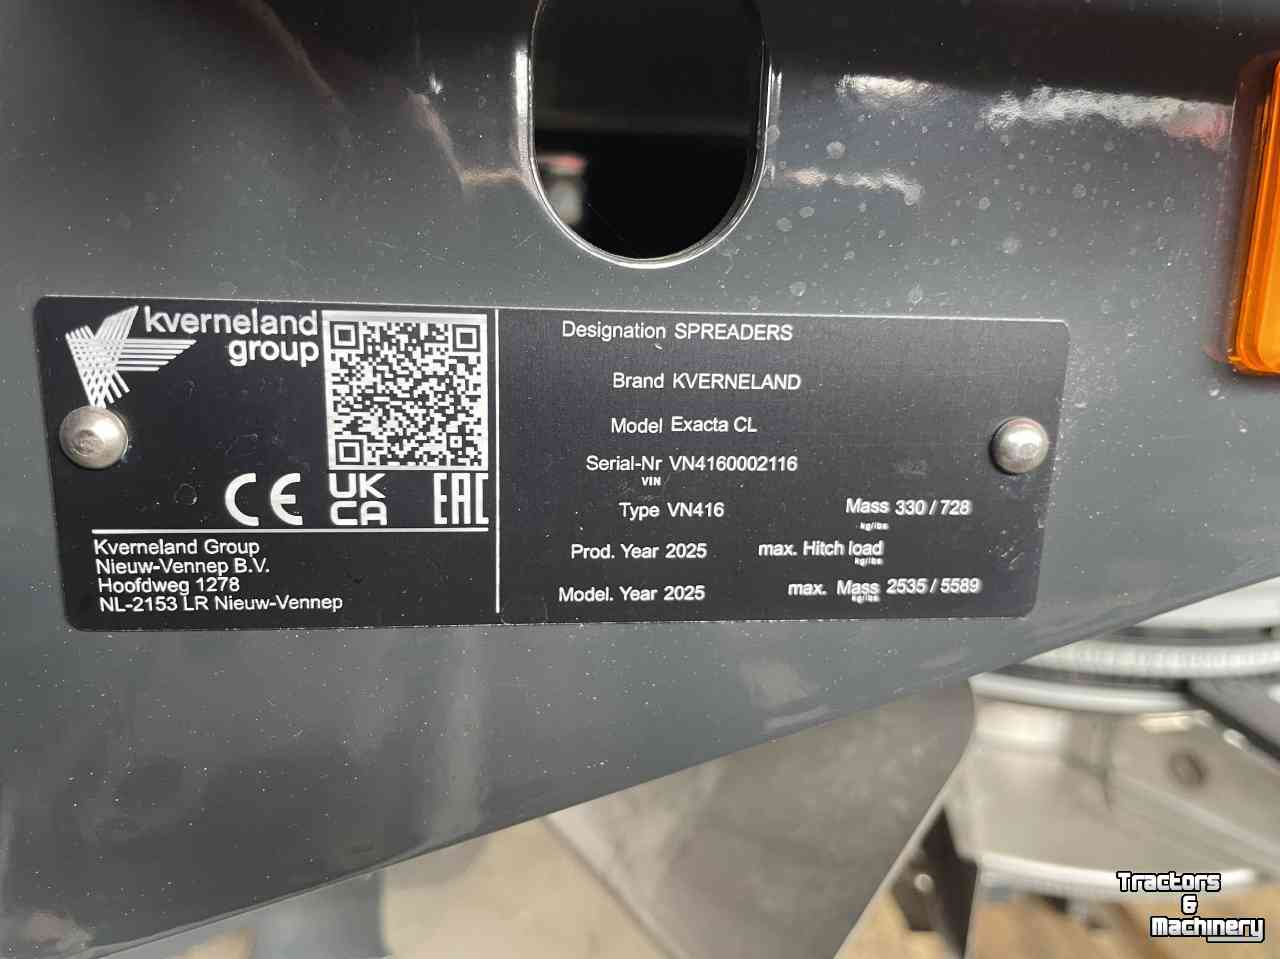 kverneland
group
CE UK
CA EAC
Kverneland Group
Nieuw-Vennep B.V.
Hoofdweg 1278
NL-2153 LR Nieuw-Vennep
Designation SPREADERS
Brand KVERNELAND
Model Exacta CL
Serial-Nr VN4160002116
VIN
Type VN416
Mass 330 / 728
kg/lbs
Prod. Year 2025
max. Hitch load
kg/lbs
Model. Year 2025
max. Mass 2535 / 5589
kg/lbs
Tractors
&
Machinery